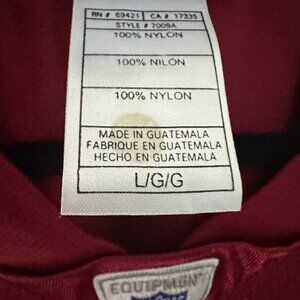 RN # 69421 CA # 17335
STYLE # 7009A
100% NYLON
100% NILON
100% NYLON
MADE IN GUATEMALA
FABRIQUE EN GUATEMALA
HECHO EN GUATEMALA
L/G/G
EQUIPMENT